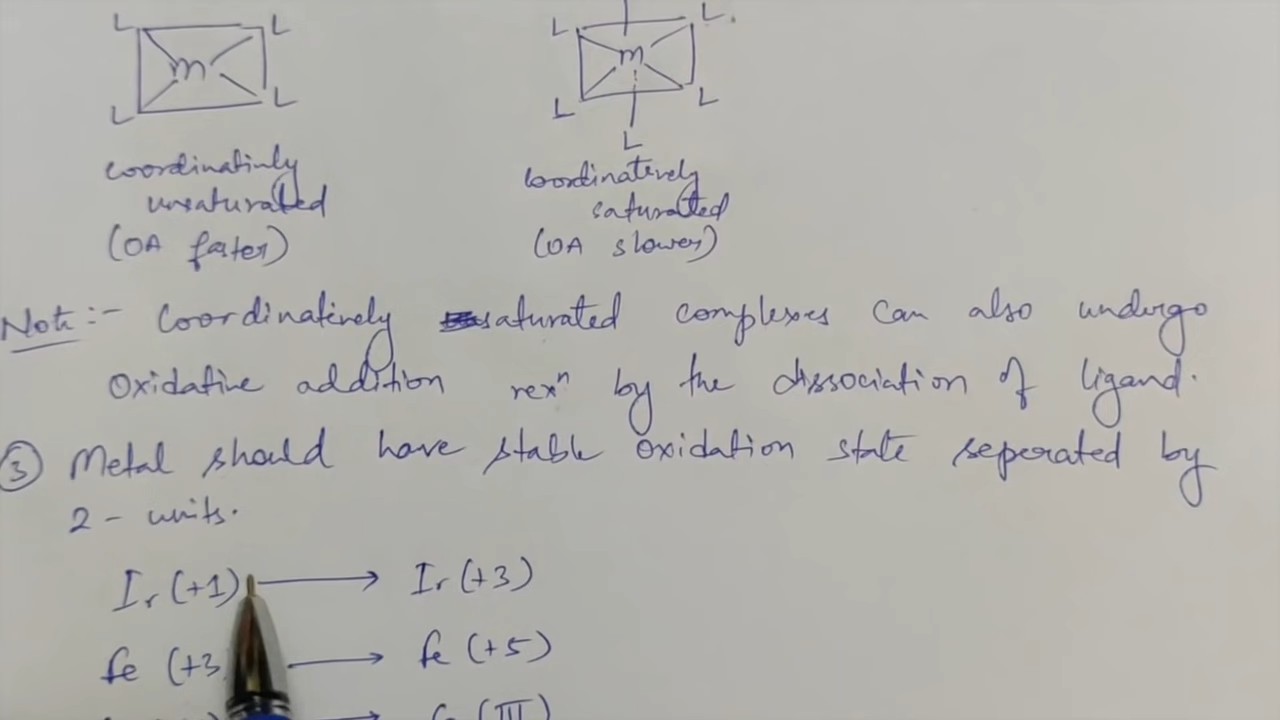 L L L L
m m
L L L L
L
coordinatinly coordinatively
unsaturated saturated
(OA faster) (OA slower)
Note:- Coordinatively saturated complexes can also undergo
Oxidative addition rexⁿ by the dissociation of ligand.
③ Metal should have stable oxidation state seperated by
2 - units.
Ir (+1) ⟶ Ir (+3)
fe (+3 ⟶ fe (+5)
(III)